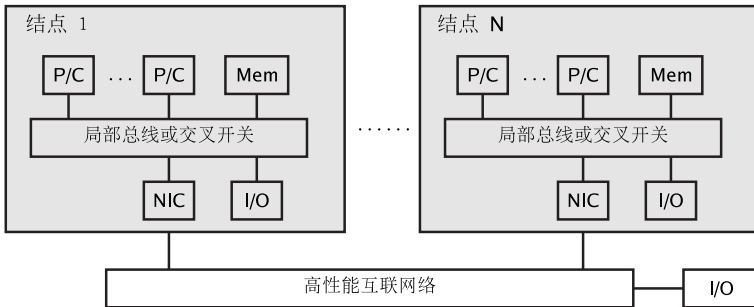 结点 1
结点 N
P/C ... P/C Mem
P/C ... P/C Mem
局部总线或交叉开关
......
局部总线或交叉开关
NIC I/O
NIC I/O
高性能互联网络
I/O